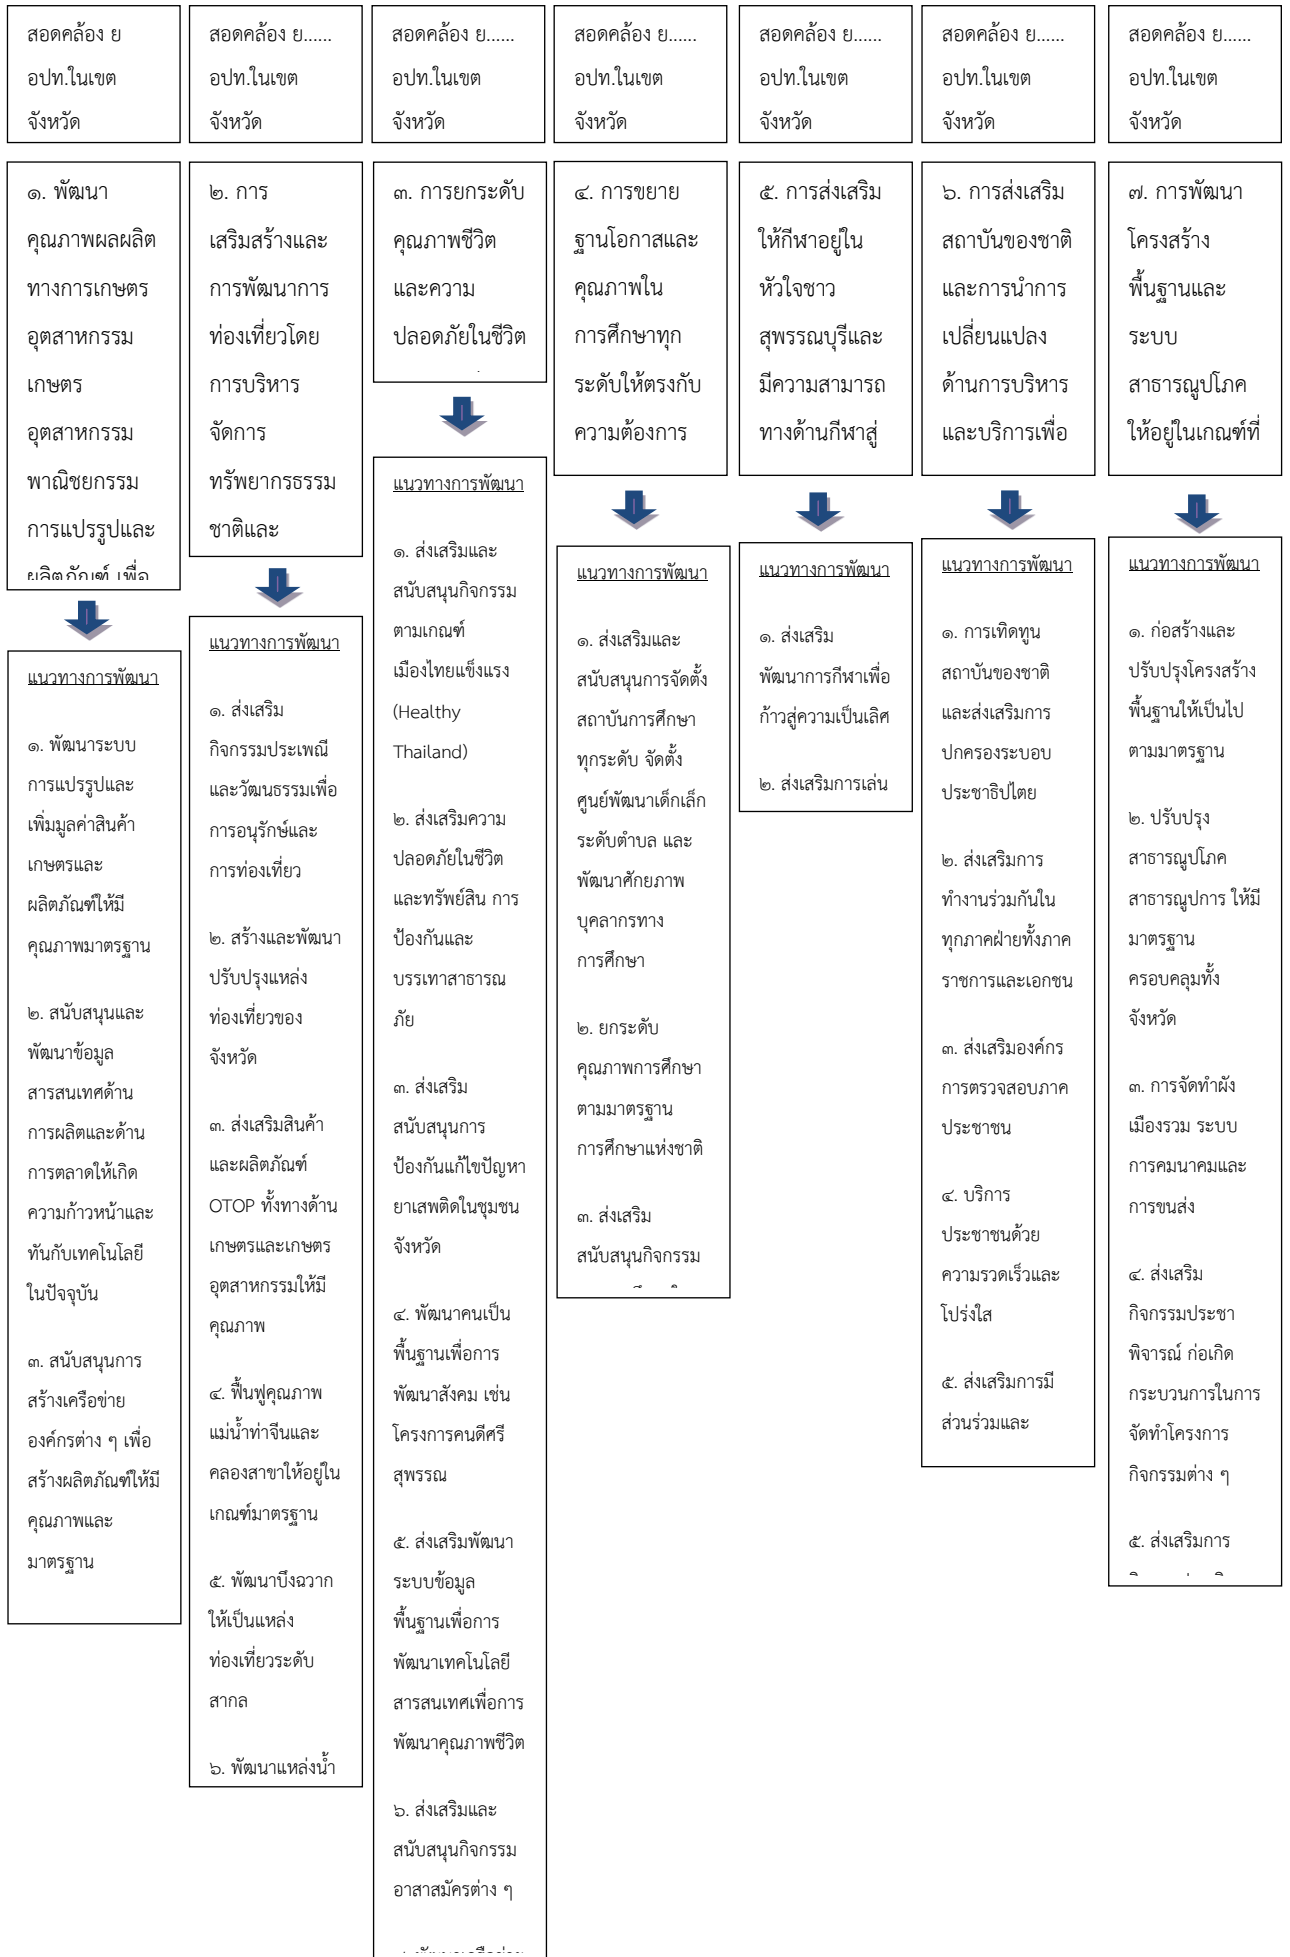 สอดคล้อง ย
อปท.ในเขต
จังหวัด
สอดคล้อง ย......
อปท.ในเขต
จังหวัด
สอดคล้อง ย......
อปท.ในเขต
จังหวัด
สอดคล้อง ย......
อปท.ในเขต
จังหวัด
สอดคล้อง ย......
อปท.ในเขต
จังหวัด
สอดคล้อง ย......
อปท.ในเขต
จังหวัด
สอดคล้อง ย......
อปท.ในเขต
จังหวัด
๑. พัฒนา
คุณภาพผลผลิต
ทางการเกษตร
อุตสาหกรรม
เกษตร
อุตสาหกรรม
พาณิชยกรรม
การแปรรูปและ
ผลิตภัณฑ์ เพื่อ
แนวทางการพัฒนา
๑. พัฒนาระบบ
การแปรรูปและ
เพิ่มมูลค่าสินค้า
เกษตรและ
ผลิตภัณฑ์ให้มี
คุณภาพมาตรฐาน
๒. สนับสนุนและ
พัฒนาข้อมูล
สารสนเทศด้าน
การผลิตและด้าน
การตลาดให้เกิด
ความก้าวหน้าและ
ทันกับเทคโนโลยี
ในปัจจุบัน
๓. สนับสนุนการ
สร้างเครือข่าย
องค์กรต่าง ๆ เพื่อ
สร้างผลิตภัณฑ์ให้มี
คุณภาพและ
มาตรฐาน
๒. การ
เสริมสร้างและ
การพัฒนาการ
ท่องเที่ยวโดย
การบริหาร
จัดการ
ทรัพยากรธรรม
ชาติและ
แนวทางการพัฒนา
๑. ส่งเสริม
กิจกรรมประเพณี
และวัฒนธรรมเพื่อ
การอนุรักษ์และ
การท่องเที่ยว
๒. สร้างและพัฒนา
ปรับปรุงแหล่ง
ท่องเที่ยวของ
จังหวัด
๓. ส่งเสริมสินค้า
และผลิตภัณฑ์
OTOP ทั้งทางด้าน
เกษตรและเกษตร
อุตสาหกรรมให้มี
คุณภาพ
๔. ฟื้นฟูคุณภาพ
แม่น้ำท่าจีนและ
คลองสาขาให้อยู่ใน
เกณฑ์มาตรฐาน
๕. พัฒนาบึงฉวาก
ให้เป็นแหล่ง
ท่องเที่ยวระดับ
สากล
๖. พัฒนาแหล่งน้ำ
๓. การยกระดับ
คุณภาพชีวิต
และความ
ปลอดภัยในชีวิต
แนวทางการพัฒนา
๑. ส่งเสริมและ
สนับสนุนกิจกรรม
ตามเกณฑ์
เมืองไทยแข็งแรง
(Healthy
Thailand)
๒. ส่งเสริมความ
ปลอดภัยในชีวิต
และทรัพย์สิน การ
ป้องกันและ
บรรเทาสาธารณ
ภัย
๓. ส่งเสริม
สนับสนุนการ
ป้องกันแก้ไขปัญหา
ยาเสพติดในชุมชน
จังหวัด
๔. พัฒนาคนเป็น
พื้นฐานเพื่อการ
พัฒนาสังคม เช่น
โครงการคนดีศรี
สุพรรณ
๕. ส่งเสริมพัฒนา
ระบบข้อมูล
พื้นฐานเพื่อการ
พัฒนาเทคโนโลยี
สารสนเทศเพื่อการ
พัฒนาคุณภาพชีวิต
๖. ส่งเสริมและ
สนับสนุนกิจกรรม
อาสาสมัครต่าง ๆ
๔. การขยาย
ฐานโอกาสและ
คุณภาพใน
การศึกษาทุก
ระดับให้ตรงกับ
ความต้องการ
แนวทางการพัฒนา
๑. ส่งเสริมและ
สนับสนุนการจัดตั้ง
สถาบันการศึกษา
ทุกระดับ จัดตั้ง
ศูนย์พัฒนาเด็กเล็ก
ระดับตำบล และ
พัฒนาศักยภาพ
บุคลากรทาง
การศึกษา
๒. ยกระดับ
คุณภาพการศึกษา
ตามมาตรฐาน
การศึกษาแห่งชาติ
๓. ส่งเสริม
สนับสนุนกิจกรรม
๕. การส่งเสริม
ให้กีฬาอยู่ใน
หัวใจชาว
สุพรรณบุรีและ
มีความสามารถ
ทางด้านกีฬาสู่
แนวทางการพัฒนา
๑. ส่งเสริม
พัฒนาการกีฬาเพื่อ
ก้าวสู่ความเป็นเลิศ
๒. ส่งเสริมการเล่น
๖. การส่งเสริม
สถาบันของชาติ
และการนำการ
เปลี่ยนแปลง
ด้านการบริหาร
และบริการเพื่อ
แนวทางการพัฒนา
๑. การเทิดทูน
สถาบันของชาติ
และส่งเสริมการ
ปกครองระบอบ
ประชาธิปไตย
๒. ส่งเสริมการ
ทำงานร่วมกันใน
ทุกภาคฝ่ายทั้งภาค
ราชการและเอกชน
๓. ส่งเสริมองค์กร
การตรวจสอบภาค
ประชาชน
๔. บริการ
ประชาชนด้วย
ความรวดเร็วและ
โปร่งใส
๕. ส่งเสริมการมี
ส่วนร่วมและ
๗. การพัฒนา
โครงสร้าง
พื้นฐานและ
ระบบ
สาธารณูปโภค
ให้อยู่ในเกณฑ์ที่
แนวทางการพัฒนา
๑. ก่อสร้างและ
ปรับปรุงโครงสร้าง
พื้นฐานให้เป็นไป
ตามมาตรฐาน
๒. ปรับปรุง
สาธารณูปโภค
สาธารณูปการ ให้มี
มาตรฐาน
ครอบคลุมทั้ง
จังหวัด
๓. การจัดทำผัง
เมืองรวม ระบบ
การคมนาคมและ
การขนส่ง
๔. ส่งเสริม
กิจกรรมประชา
พิจารณ์ ก่อเกิด
กระบวนการในการ
จัดทำโครงการ
กิจกรรมต่าง ๆ
๕. ส่งเสริมการ